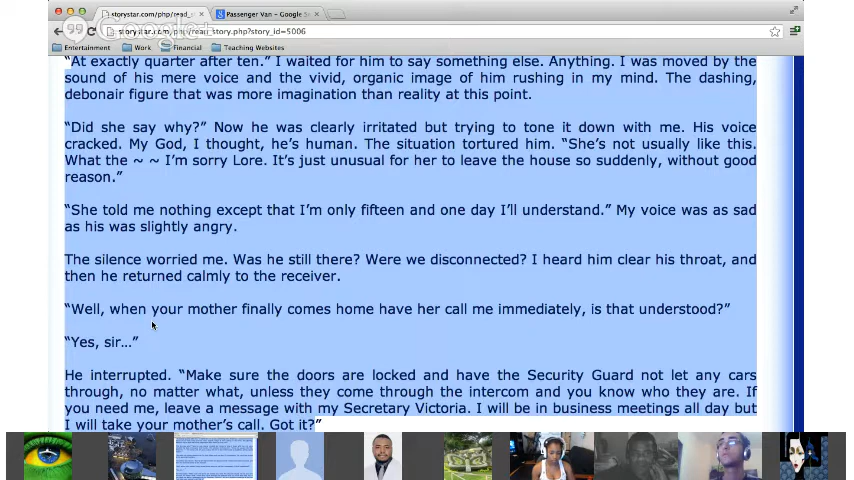 storystar.com/php/read_s
Passenger Van - Google S
Google+
storystar.com/php/read_story.php?story_id=5006
Entertainment Work Financial Teaching Websites
“At exactly quarter after ten.” I waited for him to say something else. Anything. I was moved by the
sound of his mere voice and the vivid, organic image of him rushing in my mind. The dashing,
debonair figure that was more imagination than reality at this point.
“Did she say why?” Now he was clearly irritated but trying to tone it down with me. His voice
cracked. My God, I thought, he’s human. The situation tortured him. “She’s not usually like this.
What the ~ ~ I’m sorry Lore. It’s just unusual for her to leave the house so suddenly, without good
reason.”
“She told me nothing except that I’m only fifteen and one day I’ll understand.” My voice was as sad
as his was slightly angry.
The silence worried me. Was he still there? Were we disconnected? I heard him clear his throat, and
then he returned calmly to the receiver.
“Well, when your mother finally comes home have her call me immediately, is that understood?”
“Yes, sir...”
He interrupted. “Make sure the doors are locked and have the Security Guard not let any cars
through, no matter what, unless they come through the intercom and you know who they are. If
you need me, leave a message with my Secretary Victoria. I will be in business meetings all day but
I will take your mother’s call. Got it?”